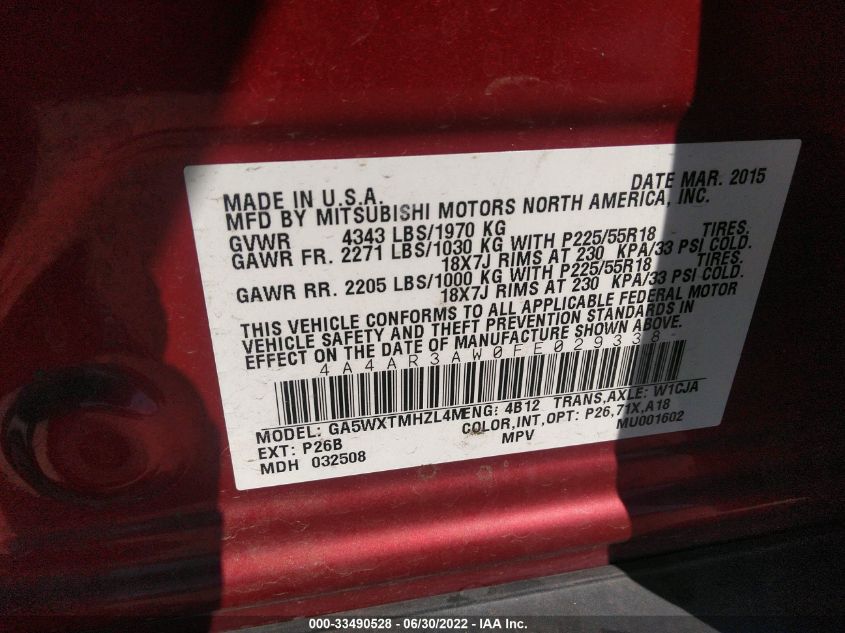 MADE IN U.S.A. DATE MAR. 2015
MFD BY MITSUBISHI MOTORS NORTH AMERICA, INC.
GVWR 4343 LBS/1970 KG
GAWR FR. 2271 LBS/1030 KG WITH P225/55R18 TIRES,
18X7J RIMS AT 230 KPA/33 PSI COLD.
GAWR RR. 2205 LBS/1000 KG WITH P225/55R18 TIRES,
18X7J RIMS AT 230 KPA/33 PSI COLD.
THIS VEHICLE CONFORMS TO ALL APPLICABLE FEDERAL MOTOR
VEHICLE SAFETY AND THEFT PREVENTION STANDARDS IN
EFFECT ON THE DATE OF MANUFACTURE SHOWN ABOVE.
4A4AR3AW0FE029338
MODEL: GA5WXTMHZL4M ENG: 4B12 TRANS,AXLE: W1CJA
EXT: P26B COLOR,INT,OPT: P26,71X,A18
MDH 032508 MPV MU001602
000-33490528 - 06/30/2022 - IAA Inc.